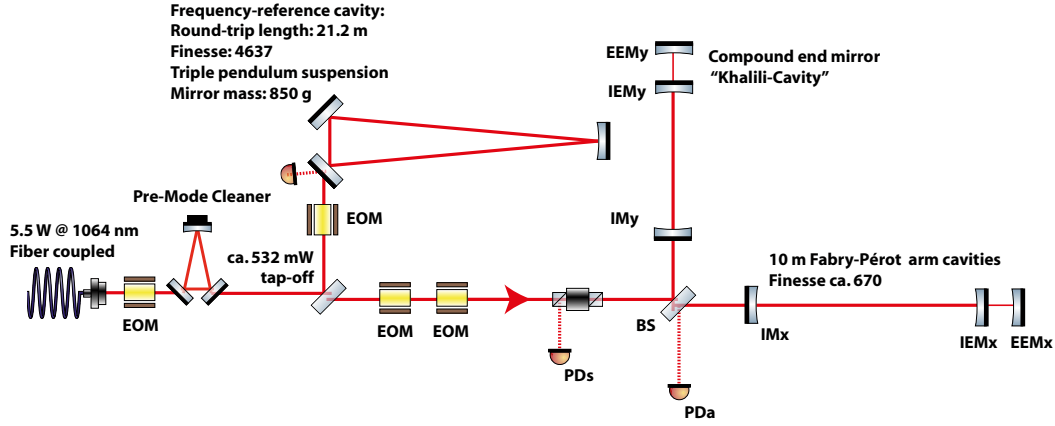 Frequency-reference cavity:
Round-trip length: 21.2 m
Finesse: 4637
Triple pendulum suspension
Mirror mass: 850 g
EEMy
Compound end mirror
"Khalili-Cavity"
IEMy
Pre-Mode Cleaner
EOM
5.5 W @ 1064 nm
Fiber coupled
ca. 532 mW
tap-off
IMy
10 m Fabry-Pérot arm cavities
Finesse ca. 670
EOM
EOM
EOM
BS
IMx
IEMx
EEMx
PDs
PDa